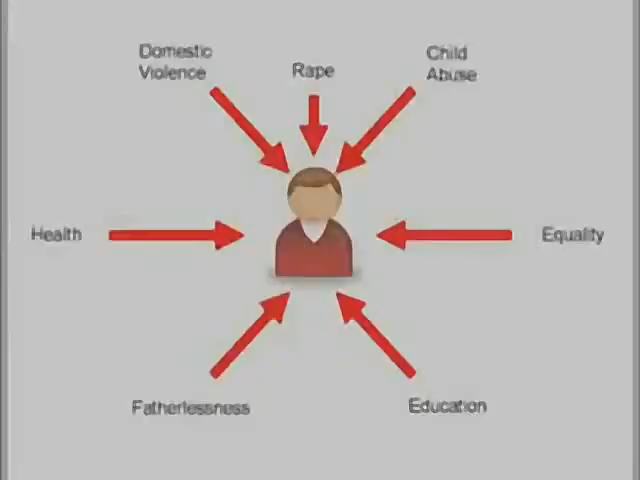 Domestic
Violence
Rape
Child
Abuse
Health
Equality
Fatherlessness
Education